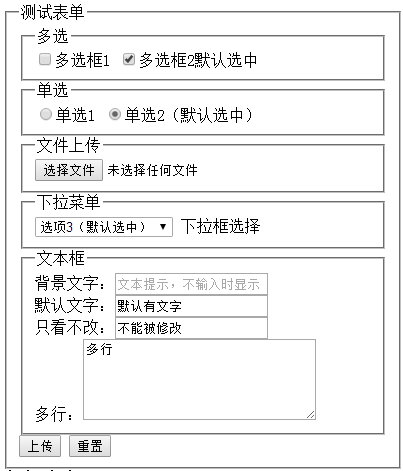 测试表单
多选
多选框1 多选框2默认选中
单选
单选1 单选2（默认选中）
文件上传
选择文件 未选择任何文件
下拉菜单
选项3（默认选中） 下拉框选择
文本框
背景文字：文本提示，不输入时显示
默认文字：默认有文字
只看不改：不能被修改
多行
多行：
上传 重置